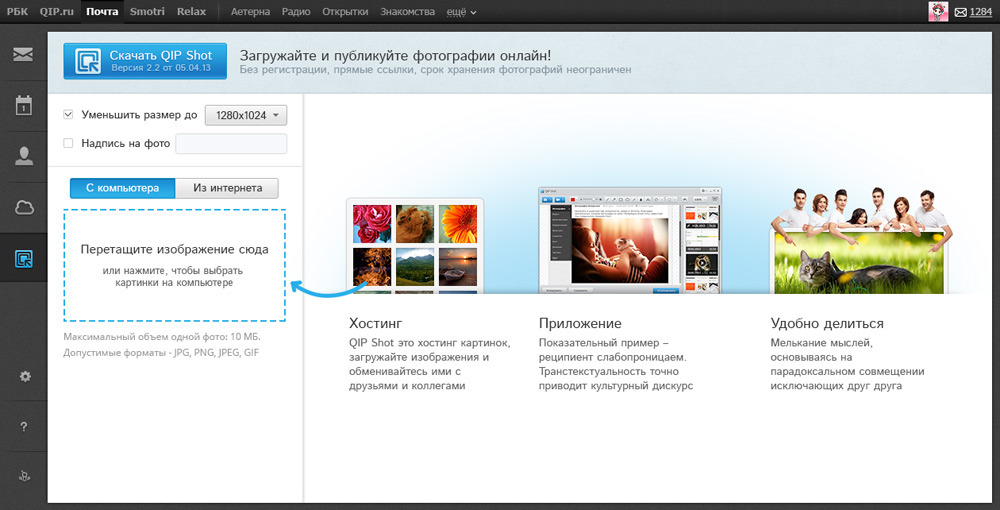 РБК QIP.ru Почта Smotri Relax Аетерна Радио Открытки Знакомства ещё
1284
Скачать QIP Shot
Версия 2.2 от 05.04.13
Загружайте и публикуйте фотографии онлайн!
Без регистрации, прямые ссылки, срок хранения фотографий неограничен
1
Уменьшить размер до 1280x1024
Надпись на фото
С компьютера Из интернета
Перетащите изображение сюда
или нажмите, чтобы выбрать
картинки на компьютере
Максимальный объем одной фото: 10 МБ.
Допустимые форматы - JPG, PNG, JPEG, GIF
Хостинг
QIP Shot это хостинг картинок,
загружайте изображения и
обменивайтесь ими с
друзьями и коллегами
QIP Shot
Приложение
Показательный пример –
реципиент слабопроницаем.
Транстекстуальность точно
приводит культурный дискурс
Удобно делиться
Мелькание мыслей,
основываясь на
парадоксальном совмещении
исключающих друг друга
?